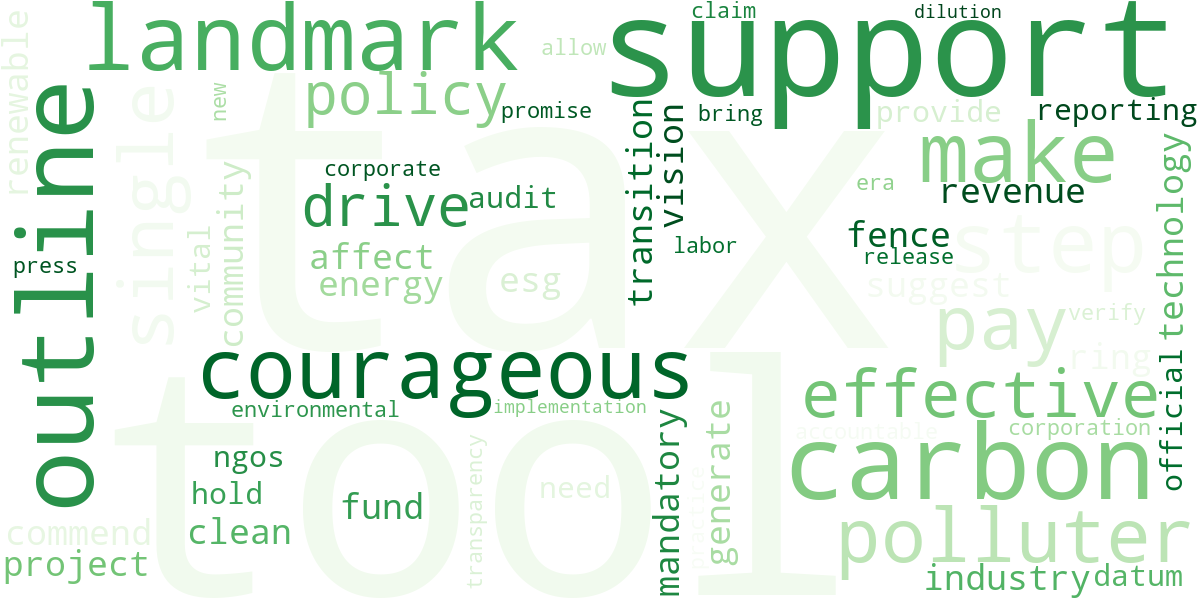 landmark
support
claim
dilution
allow
renewable
outline
single
new
policy
promise
tax
transition
vision
bring
provide
reporting
make
corporate
drive
audit
era
revenue
community
vital
affect
energy
esg
labor
fence
release
step
suggest
technology
press
courageous
pay
verify
ring
environmental
implementation
effective
official
accountable
corporation
tool
ngos
hold
fund
clean
transparency
need
mandatory
practice
generate
carbon
polluter
commend
project
industry
datum